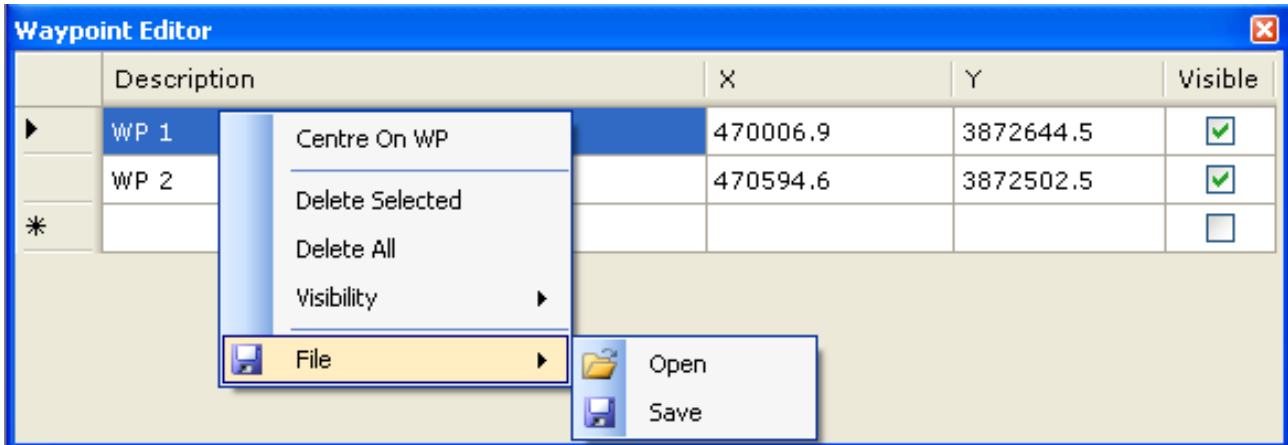 Waypoint Editor
Description X Y Visible
WP 1 470006.9 3872644.5
WP 2 470594.6 3872502.5
Centre On WP
Delete Selected
Delete All
Visibility
File
Open
Save